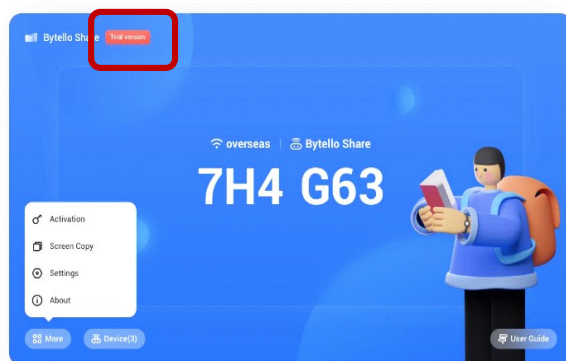 Bytello Share Trial version
overseas | Bytello Share
7H4 G63
Activation
Screen Copy
Settings
About
More Device(3) User Guide